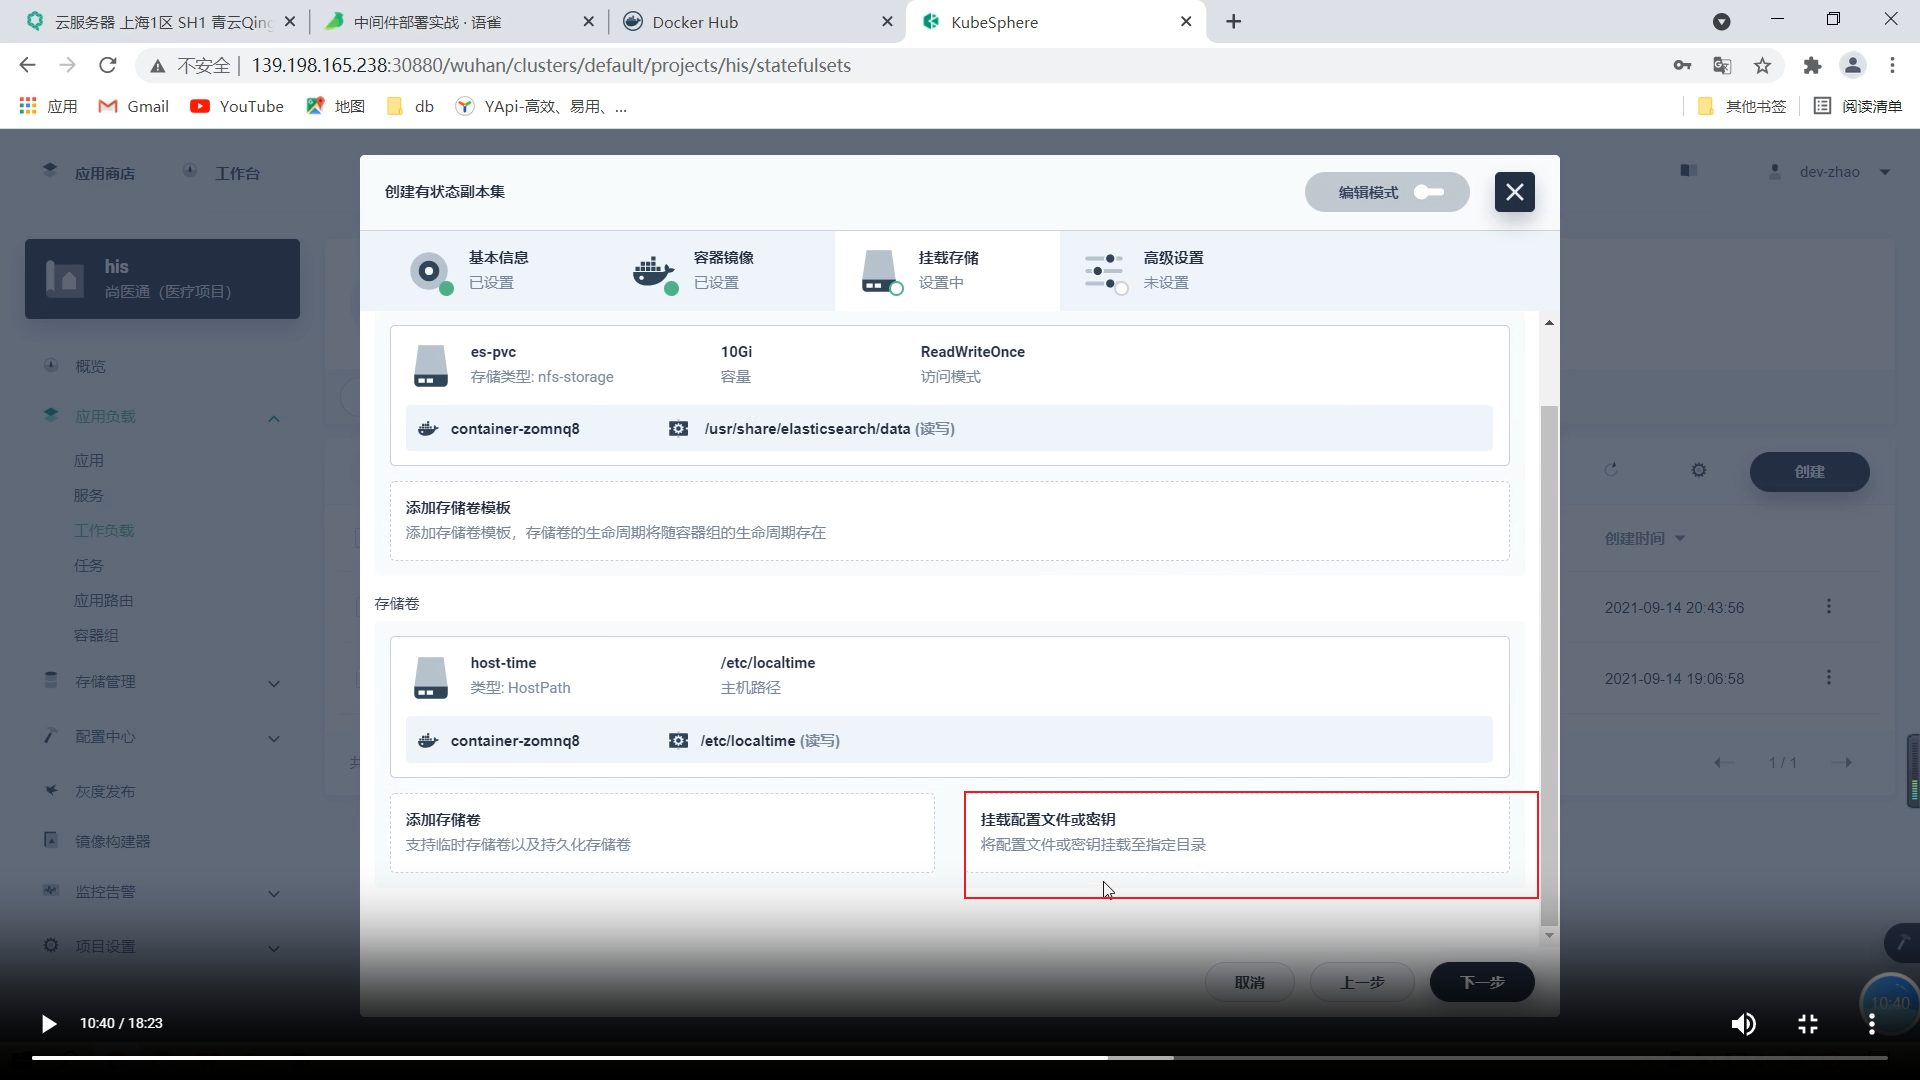 云服务器 上海1区 SH1 青云Qing
中间件部署实战 · 语雀
Docker Hub
KubeSphere
不安全
139.198.165.238:30880/wuhan/clusters/default/projects/his/statefulsets
应用
Gmail
YouTube
地图
db
YApi-高效、易用、...
其他书签
阅读清单
应用商店
工作台
dev-zhao
创建有状态副本集
编辑模式
his
尚医通（医疗项目）
基本信息
已设置
容器镜像
已设置
挂载存储
设置中
高级设置
未设置
概览
应用负载
应用
服务
工作负载
任务
应用路由
容器组
存储管理
配置中心
灰度发布
镜像构建器
监控告警
项目设置
es-pvc
存储类型: nfs-storage
10Gi
容量
ReadWriteOnce
访问模式
container-zomnq8
/usr/share/elasticsearch/data (读写)
添加存储卷模板
添加存储卷模板，存储卷的生命周期将随容器组的生命周期存在
存储卷
host-time
类型: HostPath
/etc/localtime
主机路径
container-zomnq8
/etc/localtime (读写)
添加存储卷
支持临时存储卷以及持久化存储卷
挂载配置文件或密钥
将配置文件或密钥挂载至指定目录
创建
创建时间
2021-09-14 20:43:56
2021-09-14 19:06:58
共
1 / 1
取消
上一步
下一步
10:40
10:40 / 18:23